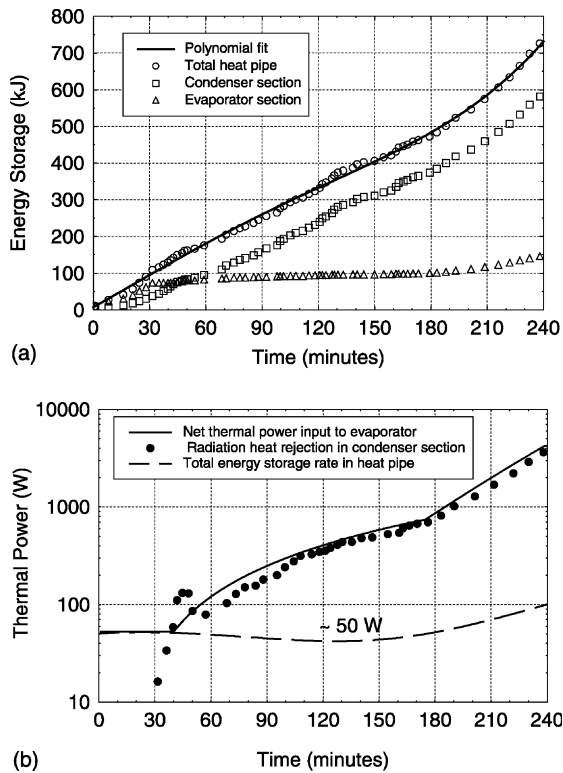 800
700
600
500
400
300
200
100
0
Energy Storage (kJ)
Polynomial fit
Total heat pipe
Condenser section
Evaporator section
0 30 60 90 120 150 180 210 240
(a)
Time (minutes)
10000
1000
100
10
Thermal Power (W)
Net thermal power input to evaporator
Radiation heat rejection in condenser section
Total energy storage rate in heat pipe
~ 50 W
0 30 60 90 120 150 180 210 240
(b)
Time (minutes)